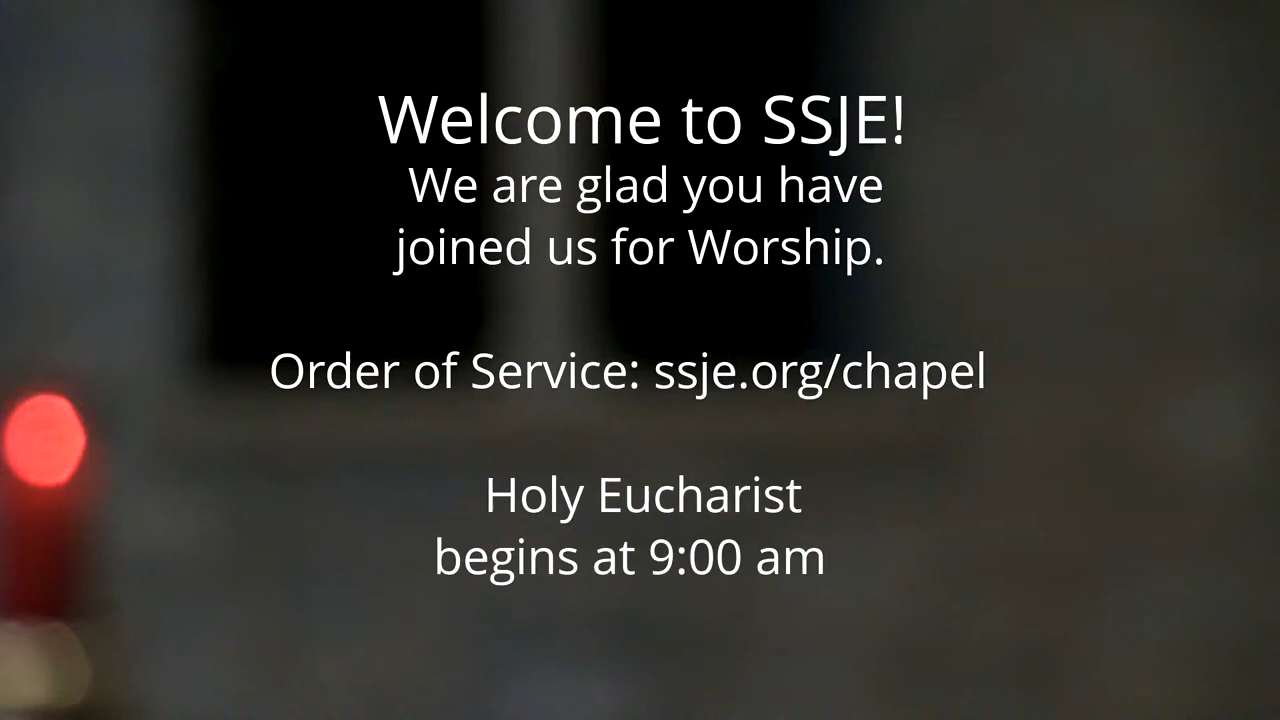 Welcome to SSJE!
We are glad you have
joined us for Worship.
Order of Service: ssje.org/chapel
Holy Eucharist
begins at 9:00 am